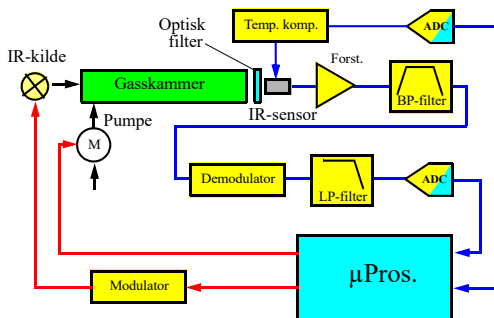 Optisk
filter
Temp. komp.
ADC
IR-kilde
Gasskammer
Forst.
BP-filter
IR-sensor
Pumpe
M
Demodulator
LP-filter
ADC
µPros.
Modulator